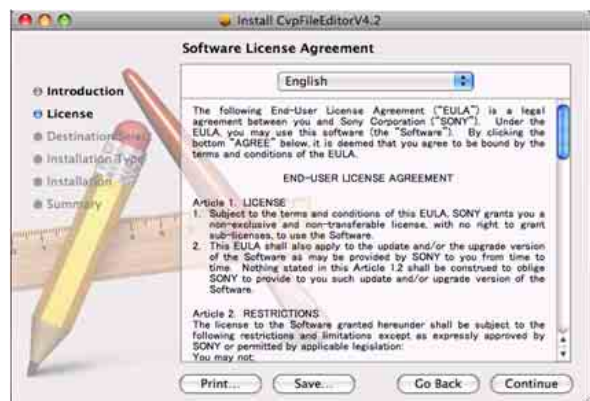 Install CvpFileEditorV4.2
Software License Agreement
Introduction
License
Destination Select
Installation Type
Installation
Summary
English
The following End-User License Agreement ("EULA") is a legal
agreement between you and Sony Corporation ("SONY"). Under the
EULA, you may use this software (the "Software"). By clicking the
bottom "AGREE" below, it is deemed that you agree to be bound by the
terms and conditions of the EULA.
END-USER LICENSE AGREEMENT
Article 1. LICENSE
1. Subject to the terms and conditions of this EULA, SONY grants you a
non-exclusive and non-transferable license, with no right to grant
sub-licenses, to use the Software.
2. This EULA shall also apply to the update and/or the upgrade version
of the Software as may be provided by SONY to you from time to
time. Nothing stated in this Article 1.2 shall be construed to oblige
SONY to provide to you such update and/or upgrade version of the
Software.
Article 2. RESTRICTIONS
The license to the Software granted hereunder shall be subject to the
following restrictions and limitations except as expressly approved by
SONY or permitted by applicable legislation:
You may not:
Print...
Save...
Go Back
Continue